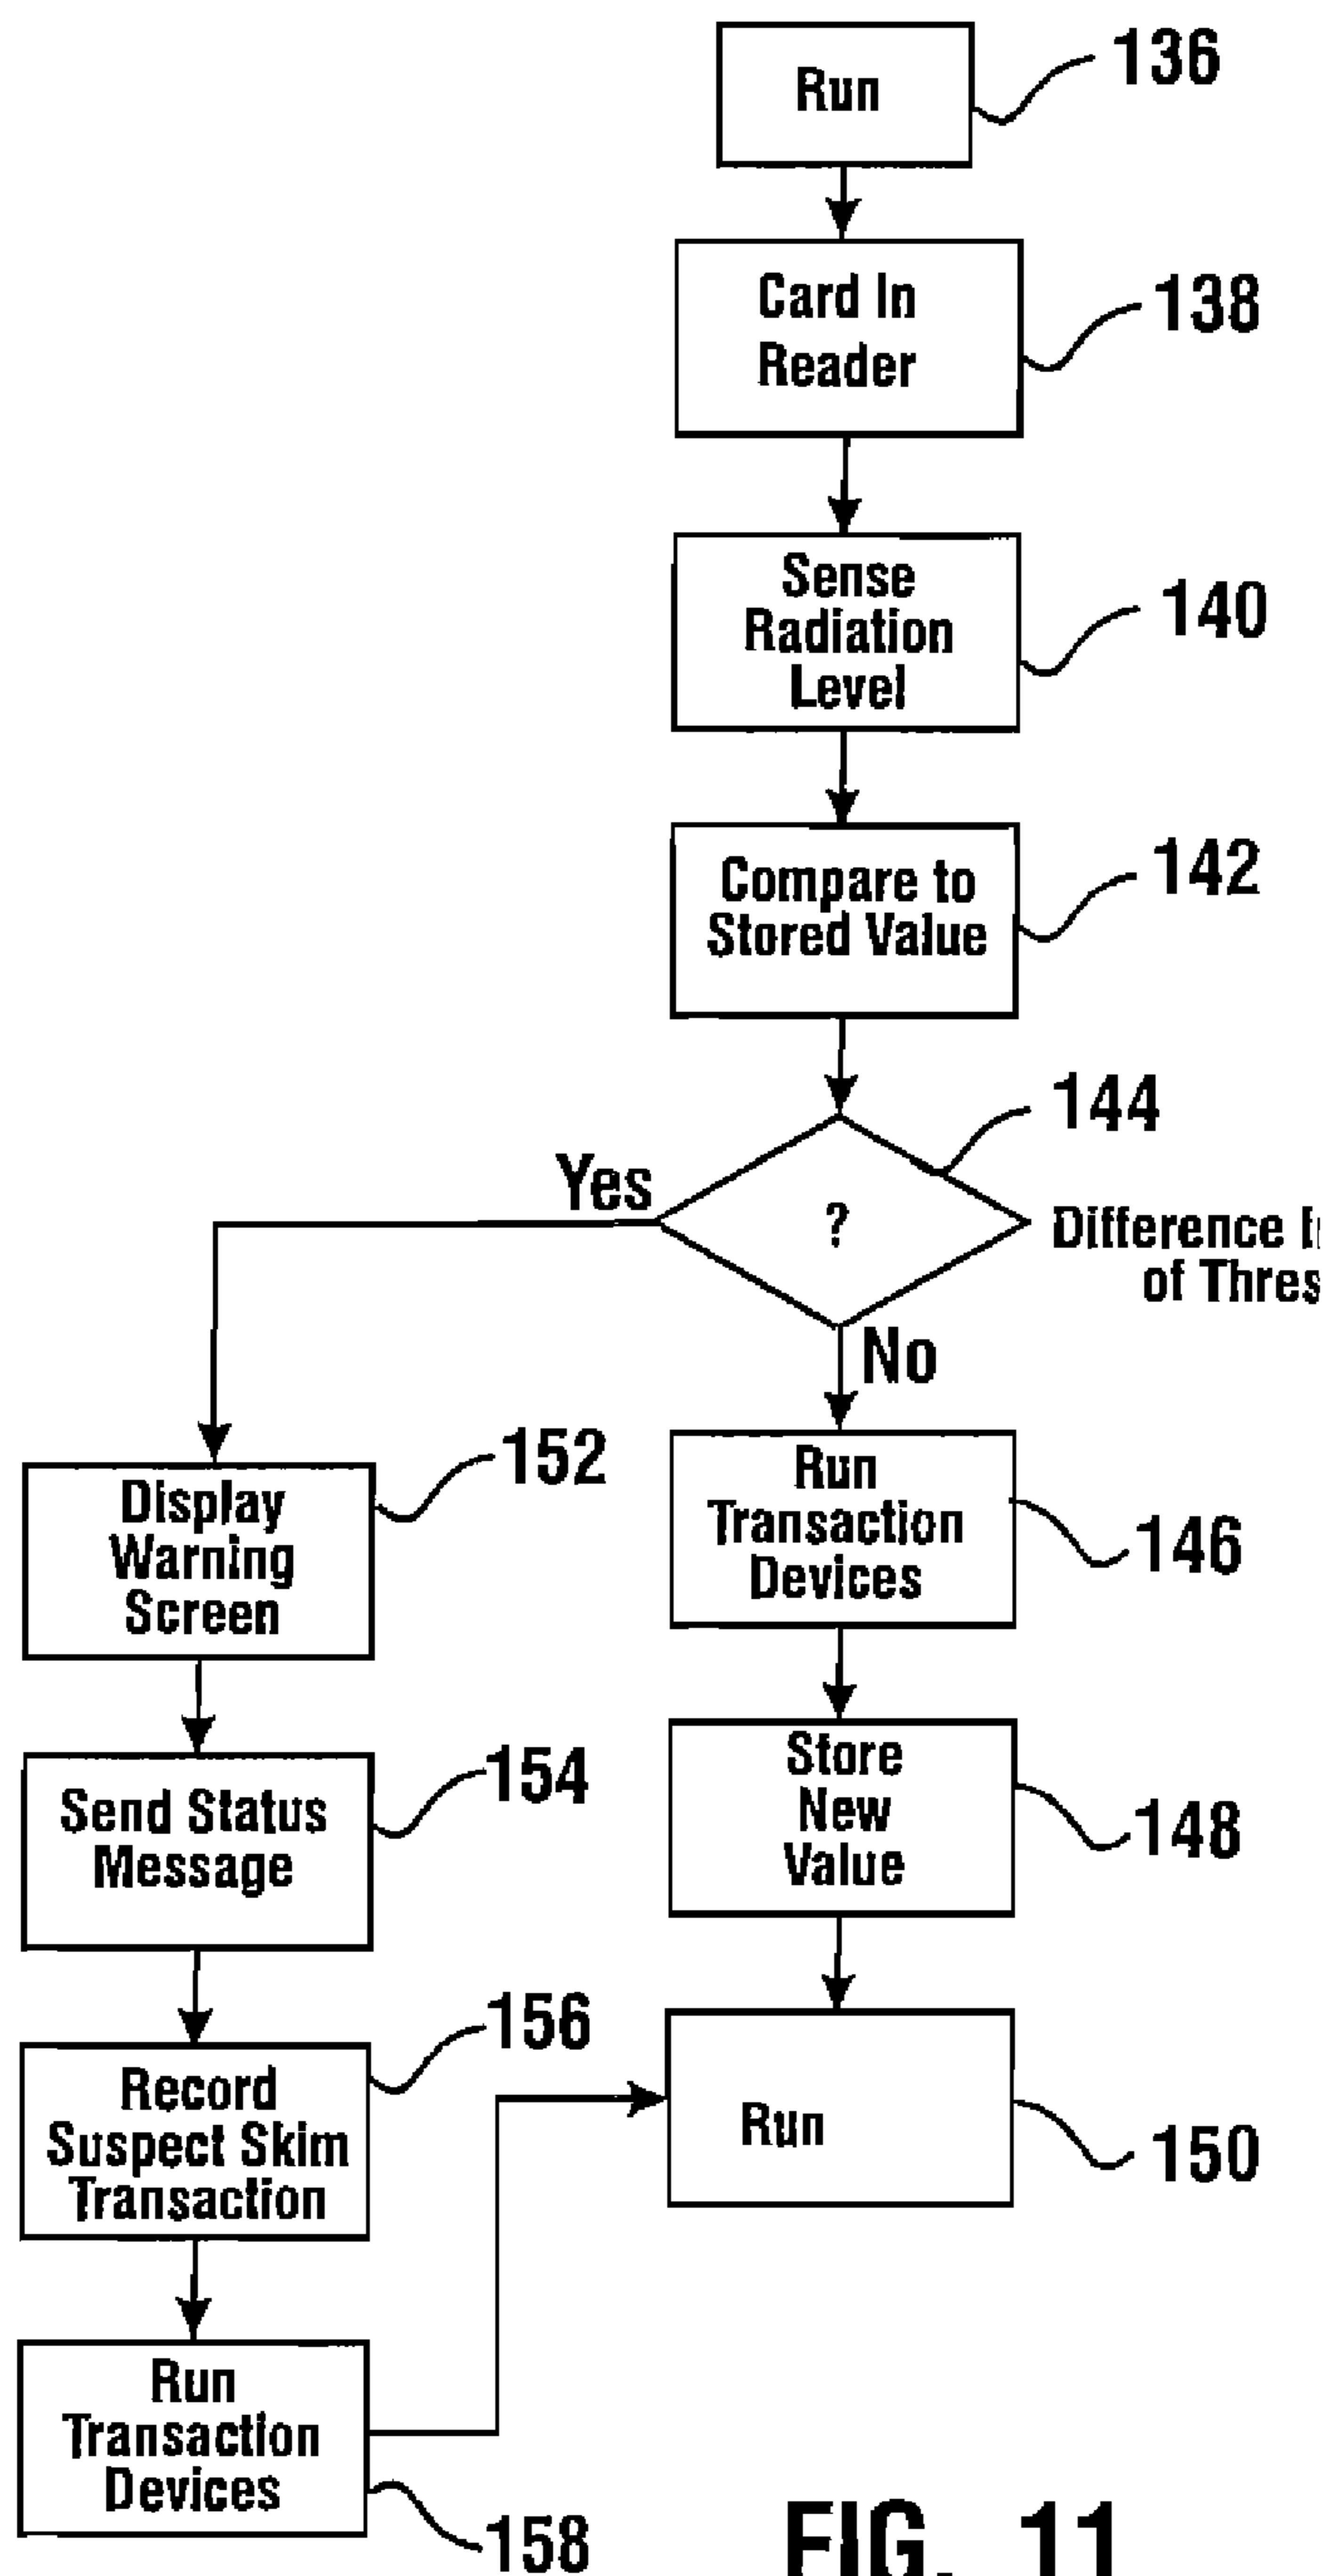 Run
136
Card In
Reader
138
Sense
Radiation
Level
140
Compare to
Stored Value
142
144
Yes
?
Difference
of
No
Run
Transaction
Devices
146
Display
Warning
Screen
152
Store
New
Value
148
Send Status
Message
154
Record
Suspect Skim
Transaction
156
Run
150
Run
Transaction
Devices
158
FIG. 11